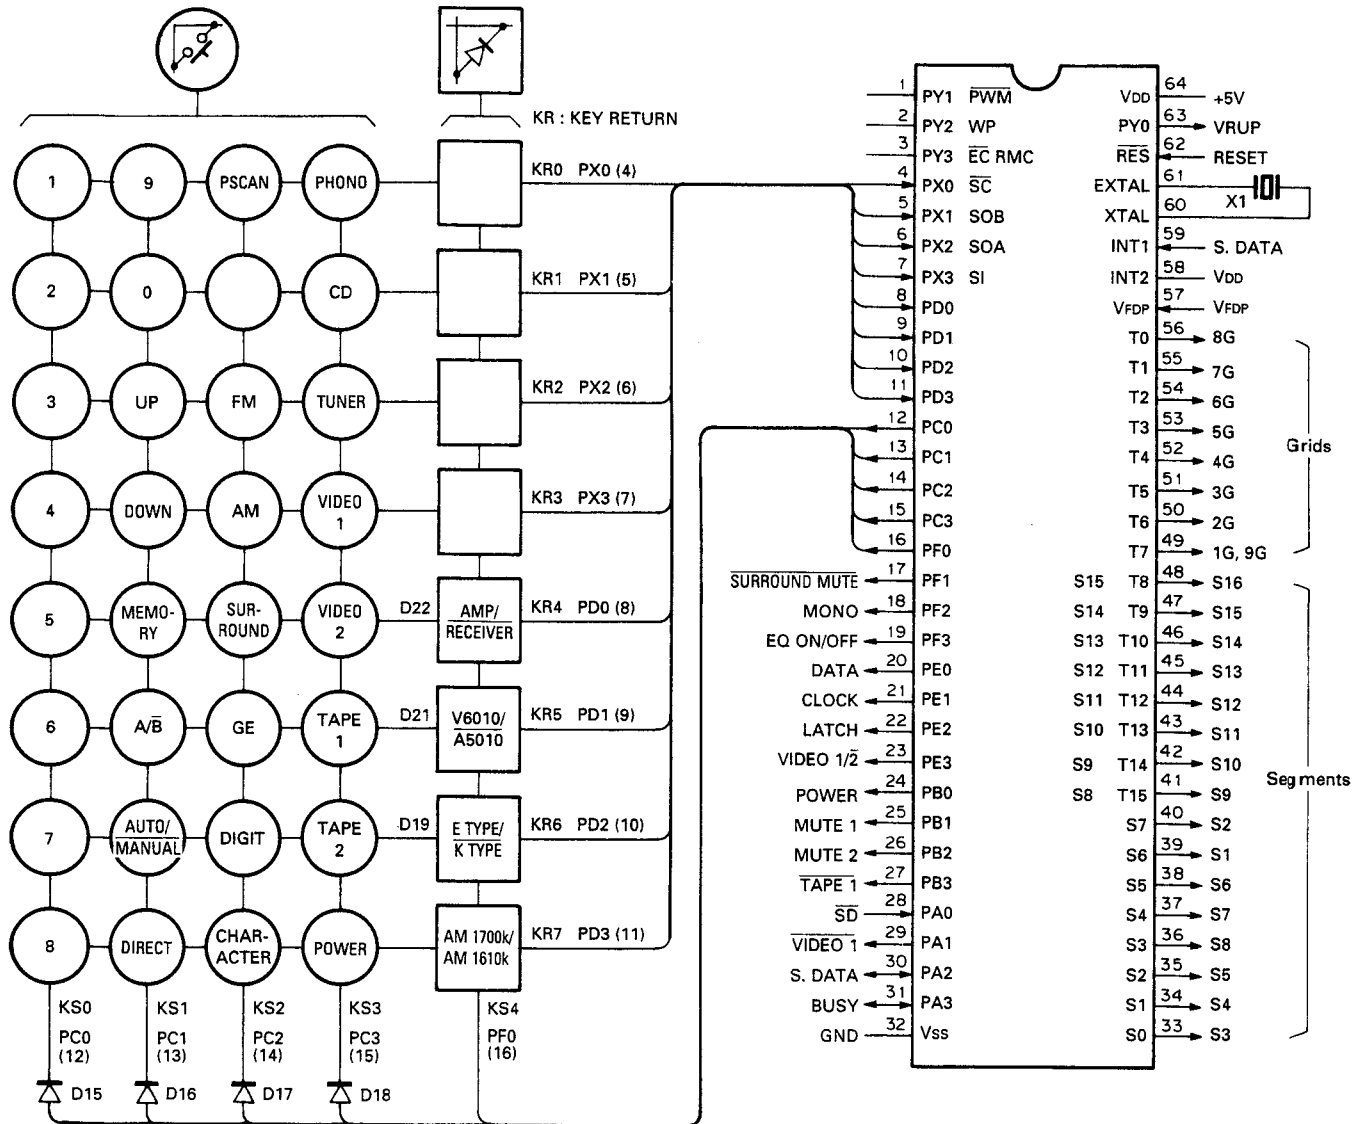 KR : KEY RETURN
1 9 PSCAN PHONO KR0 PX0 (4)
2 0 CD KR1 PX1 (5)
3 UP FM TUNER KR2 PX2 (6)
4 DOWN AM VIDEO 1 KR3 PX3 (7)
5 MEMO-RY SUR-ROUND VIDEO 2 D22 AMP/RECEIVER KR4 PD0 (8)
6 A/B̅ GE TAPE 1 D21 V6010/A5010 KR5 PD1 (9)
7 AUTO/MANUAL DIGIT TAPE 2 D19 E TYPE/K TYPE KR6 PD2 (10)
8 DIRECT CHAR-ACTER POWER AM 1700k/AM 1610k KR7 PD3 (11)
KS0 KS1 KS2 KS3 KS4
PC0 PC1 PC2 PC3 PF0
(12) (13) (14) (15) (16)
D15 D16 D17 D18
1 PY1 PWM
2 PY2 WP
3 PY3 EC RMC
4 PX0 SC
5 PX1 SOB
6 PX2 SOA
7 PX3 SI
8 PD0
9 PD1
10 PD2
11 PD3
12 PC0
13 PC1
14 PC2
15 PC3
16 PF0
SURROUND MUTE 17 PF1
MONO 18 PF2
EQ ON/OFF 19 PF3
DATA 20 PE0
CLOCK 21 PE1
LATCH 22 PE2
VIDEO 1/2̅ 23 PE3
POWER 24 PB0
MUTE 1 25 PB1
MUTE 2 26 PB2
TAPE 1 27 PB3
SD 28 PA0
VIDEO 1 29 PA1
S. DATA 30 PA2
BUSY 31 PA3
GND 32 Vss
VDD 64 +5V
PY0 63 VRUP
RES 62 RESET
EXTAL 61
X1
XTAL 60
INT1 59 S. DATA
INT2 58 VDD
VFDP 57 VFDP
T0 56 8G
T1 55 7G
T2 54 6G
T3 53 5G
T4 52 4G
T5 51 3G
T6 50 2G
T7 49 1G, 9G
Grids
S15 T8 48 S16
S14 T9 47 S15
S13 T10 46 S14
S12 T11 45 S13
S11 T12 44 S12
S10 T13 43 S11
S9 T14 42 S10
S8 T15 41 S9
S7 40 S2
S6 39 S1
S5 38 S6
S4 37 S7
S3 36 S8
S2 35 S5
S1 34 S4
S0 33 S3
Segments